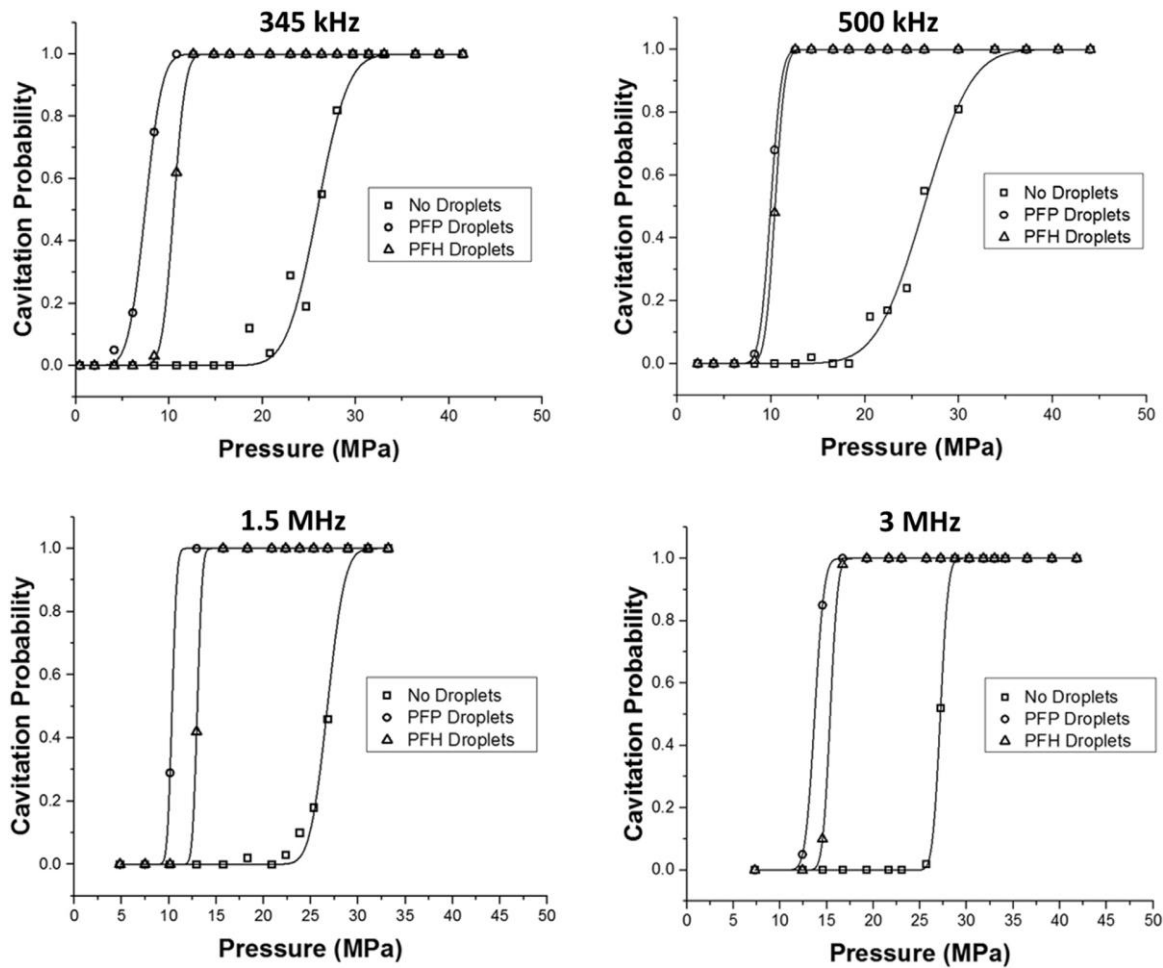 345 kHz
Cavitation Probability
1.0
0.8
0.6
0.4
0.2
0.0
No Droplets
PFP Droplets
PFH Droplets
0 10 20 30 40 50
Pressure (MPa)
500 kHz
Cavitation Probability
1.0
0.8
0.6
0.4
0.2
0.0
No Droplets
PFP Droplets
PFH Droplets
0 10 20 30 40 50
Pressure (MPa)
1.5 MHz
Cavitation Probability
1.0
0.8
0.6
0.4
0.2
0.0
No Droplets
PFP Droplets
PFH Droplets
0 5 10 15 20 25 30 35 40 45 50
Pressure (MPa)
3 MHz
Cavitation Probability
1.0
0.8
0.6
0.4
0.2
0.0
No Droplets
PFP Droplets
PFH Droplets
0 5 10 15 20 25 30 35 40 45 50
Pressure (MPa)